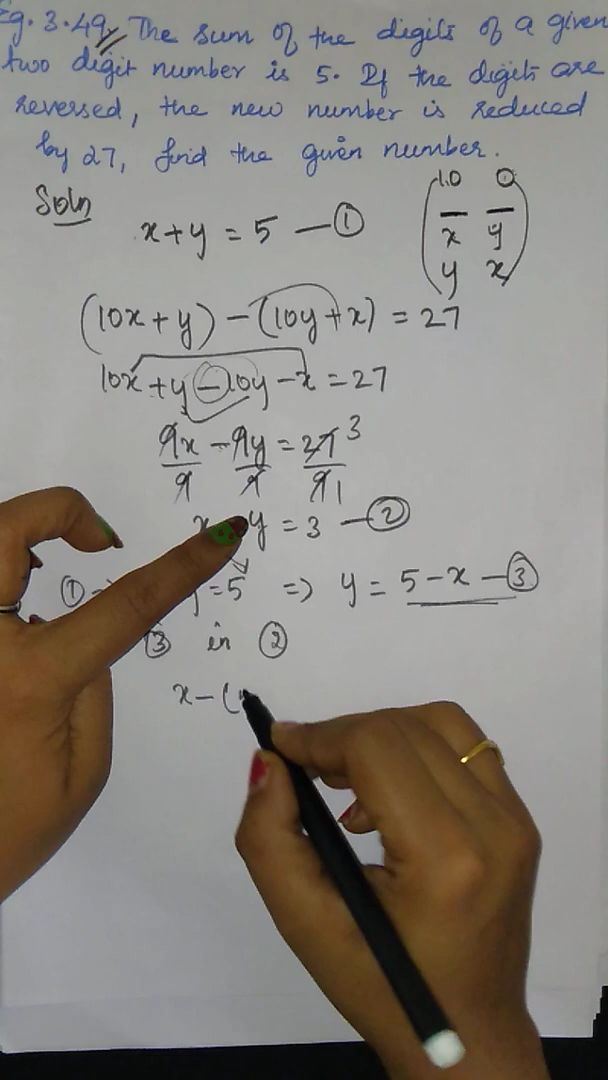 Eg. 3.49 The sum of the digits of a given
two digit number is 5. If the digits are
reversed, the new number is reduced
by 27, find the given number.
Soln
x + y = 5 — ①
10 0
x y
y x
(10x + y) − (10y + x) = 27
10x + y − 10y − x = 27
9x/9 − 9y/9 = 27/9 3 1
y = 3 — ②
① = 5 ⇒ y = 5 − x — ③
③ in ②
x − (